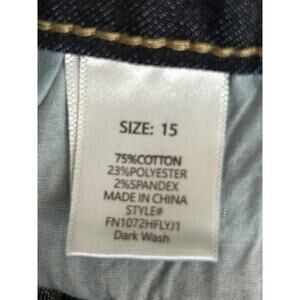 SIZE: 15
75%COTTON
23%POLYESTER
2%SPANDEX
MADE IN CHINA
STYLE#
FN1072HFLYJ1
Dark Wash